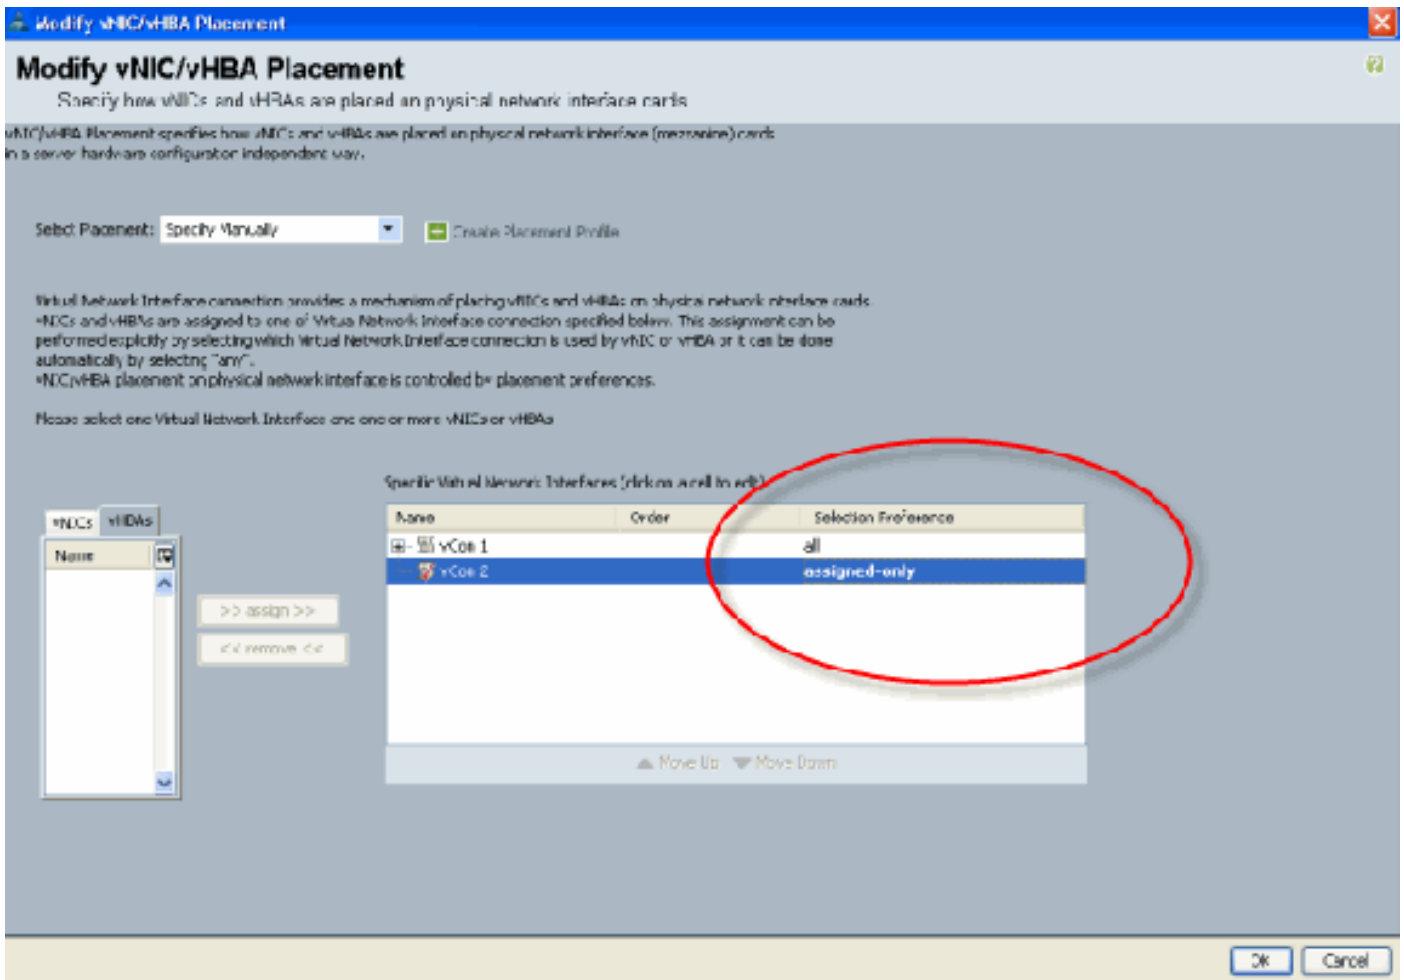 Modify vNIC/vHBA Placement
Modify vNIC/vHBA Placement
Specify how vNICs and vHBAs are placed on physical network interface cards
vNIC/vHBA Placement specifies how vNICs and vHBAs are placed on physical network interface (mezzanine) cards
in a server hardware configuration independent way.
Select Placement: Specify Manually
Create Placement Profile
Virtual Network Interface connection provides a mechanism of placing vNICs and vHBAs on physical network interface cards.
vNICs and vHBAs are assigned to one of Virtual Network Interface connection specified below. This assignment can be
performed explicitly by selecting which Virtual Network Interface connection is used by vNIC or vHBA or it can be done
automatically by selecting "any".
vNIC/vHBA placement on physical network interface is controlled by placement preferences.
Please select one Virtual Network Interface and one or more vNICs or vHBAs
Specific Virtual Network Interfaces (click on a cell to edit)
vNICs vHBAs
Name
>> assign >>
<< remove <<
Name Order Selection Preference
vCon 1 all
vCon 2 assigned-only
Move Up Move Down
OK Cancel